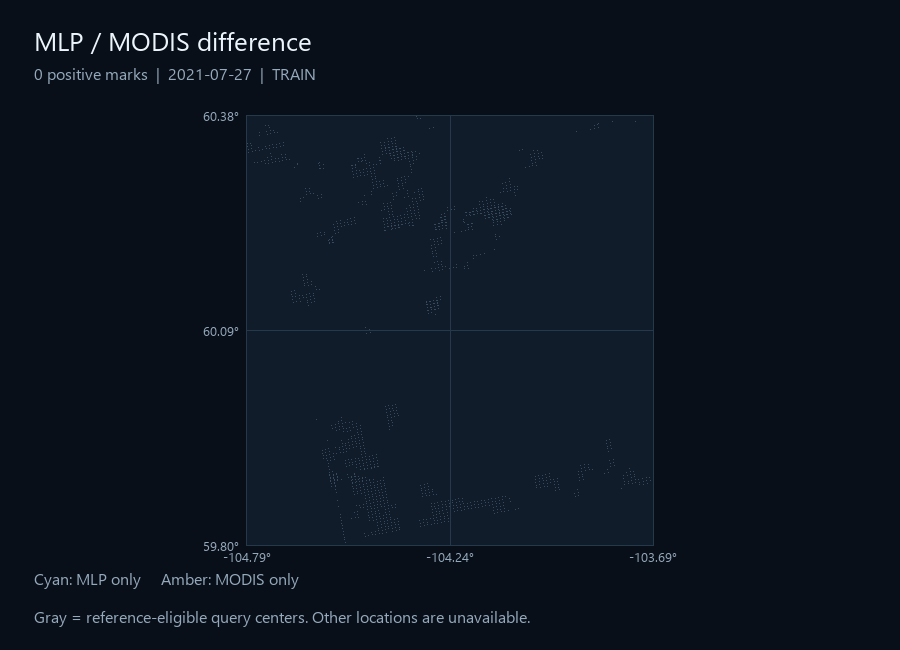 MLP / MODIS difference
0 positive marks | 2021-07-27 | TRAIN
60.38°
60.09°
59.80°
-104.79° -104.24° -103.69°
Cyan: MLP only Amber: MODIS only
Gray = reference-eligible query centers. Other locations are unavailable.